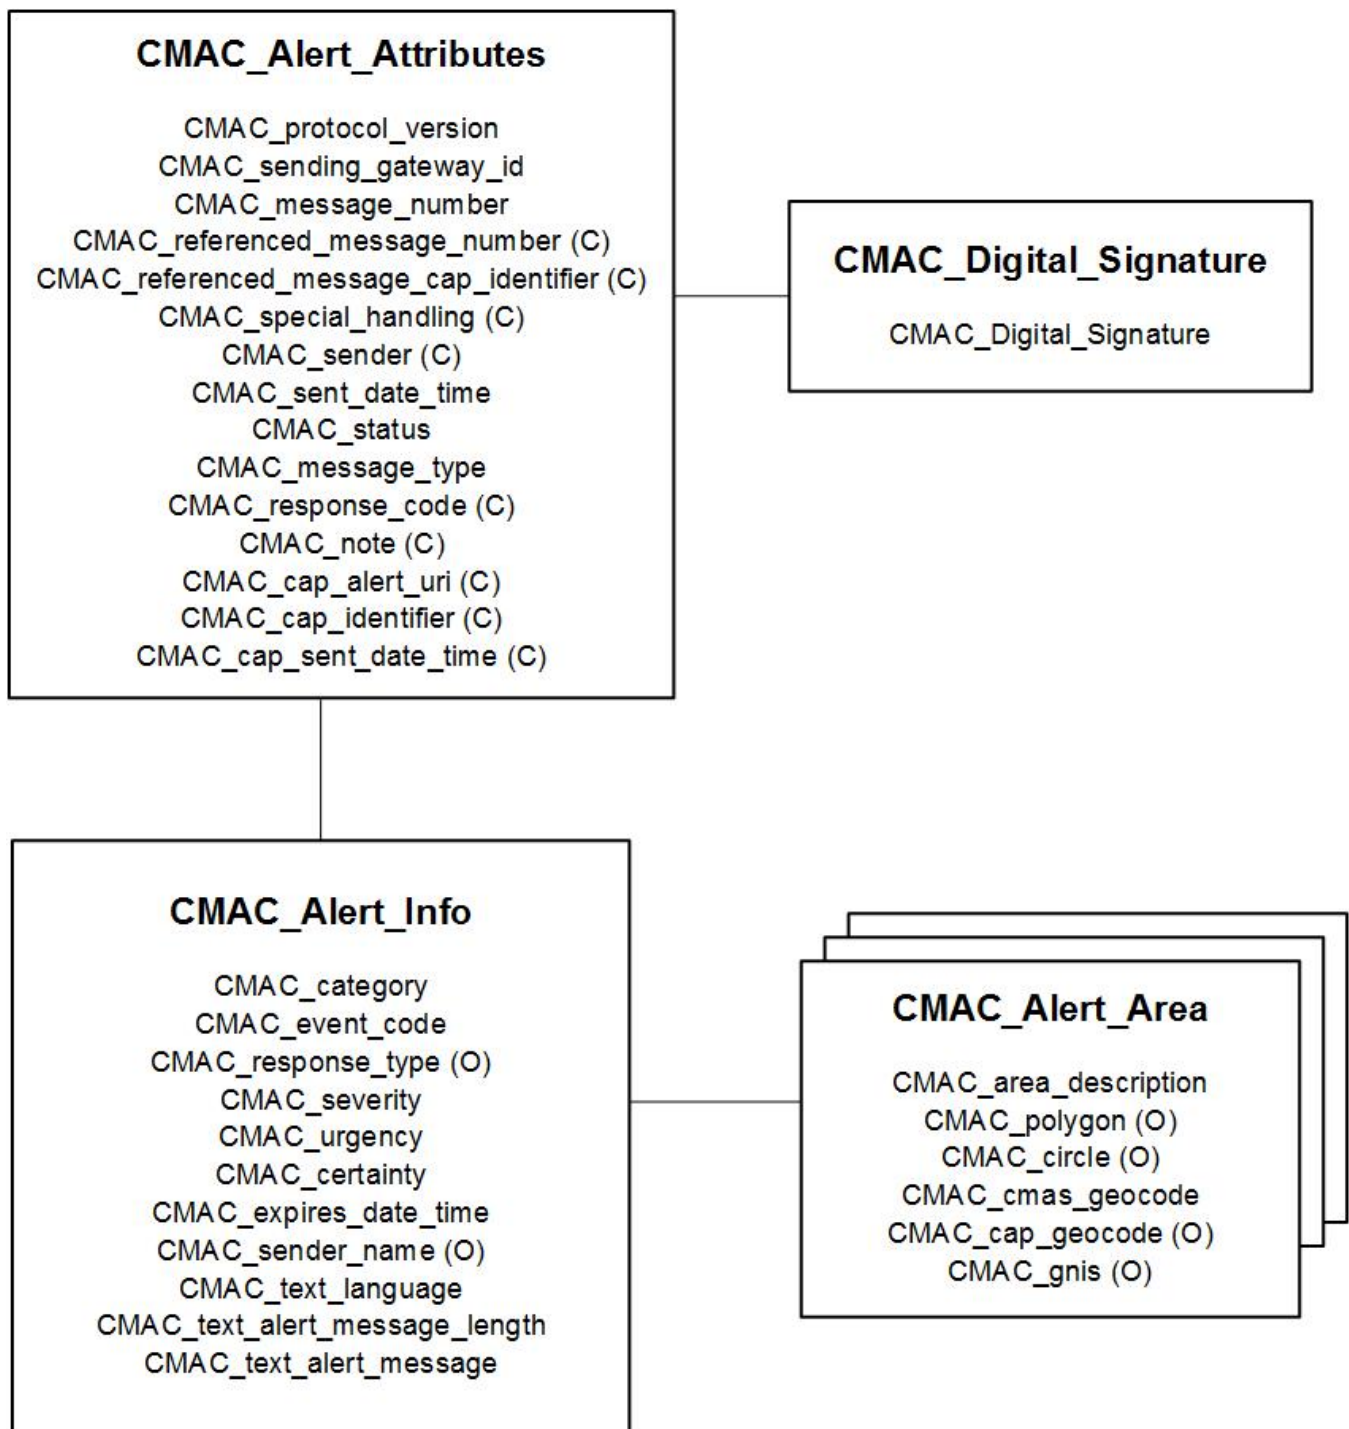 CMAC_Alert_Attributes
CMAC_protocol_version
CMAC_sending_gateway_id
CMAC_message_number
CMAC_referenced_message_number (C)
CMAC_referenced_message_cap_identifier (C)
CMAC_special_handling (C)
CMAC_sender (C)
CMAC_sent_date_time
CMAC_status
CMAC_message_type
CMAC_response_code (C)
CMAC_note (C)
CMAC_cap_alert_uri (C)
CMAC_cap_identifier (C)
CMAC_cap_sent_date_time (C)
CMAC_Digital_Signature
CMAC_Digital_Signature
CMAC_Alert_Info
CMAC_category
CMAC_event_code
CMAC_response_type (O)
CMAC_severity
CMAC_urgency
CMAC_certainty
CMAC_expires_date_time
CMAC_sender_name (O)
CMAC_text_language
CMAC_text_alert_message_length
CMAC_text_alert_message
CMAC_Alert_Area
CMAC_area_description
CMAC_polygon (O)
CMAC_circle (O)
CMAC_cmas_geocode
CMAC_cap_geocode (O)
CMAC_gnis (O)